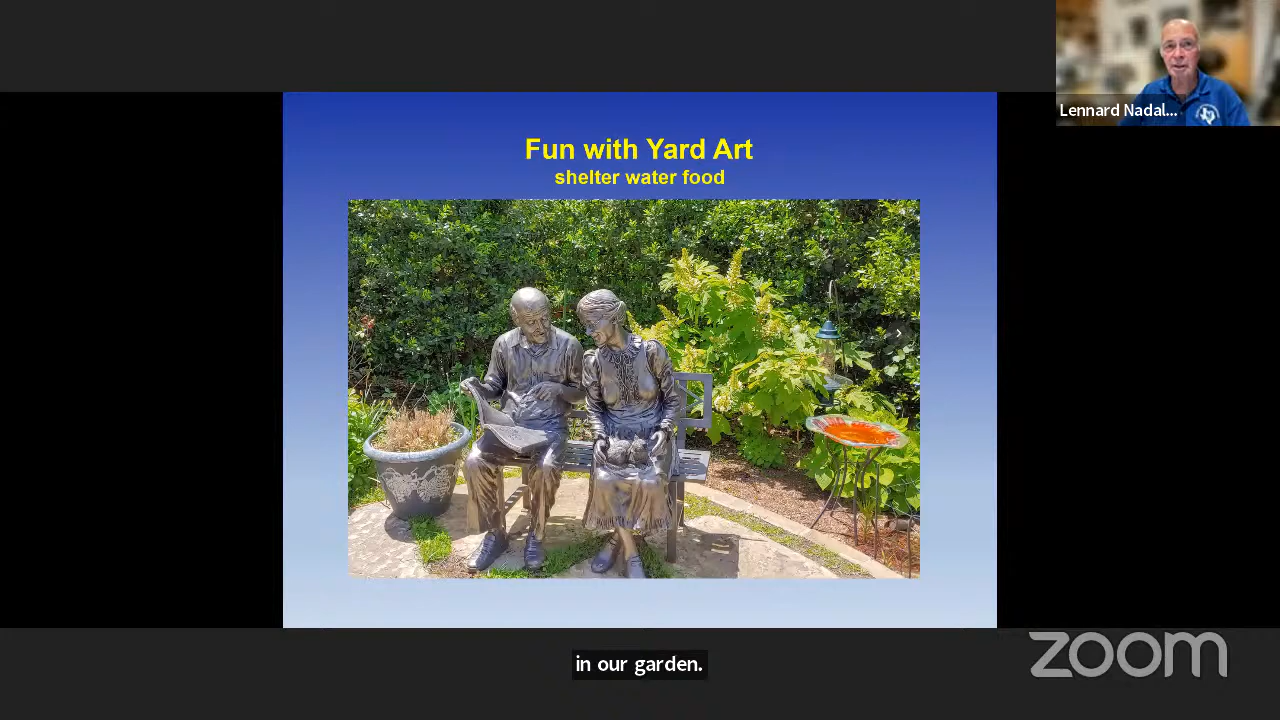 Lennard Nadal...
Fun with Yard Art
shelter water food
in our garden.
zoom